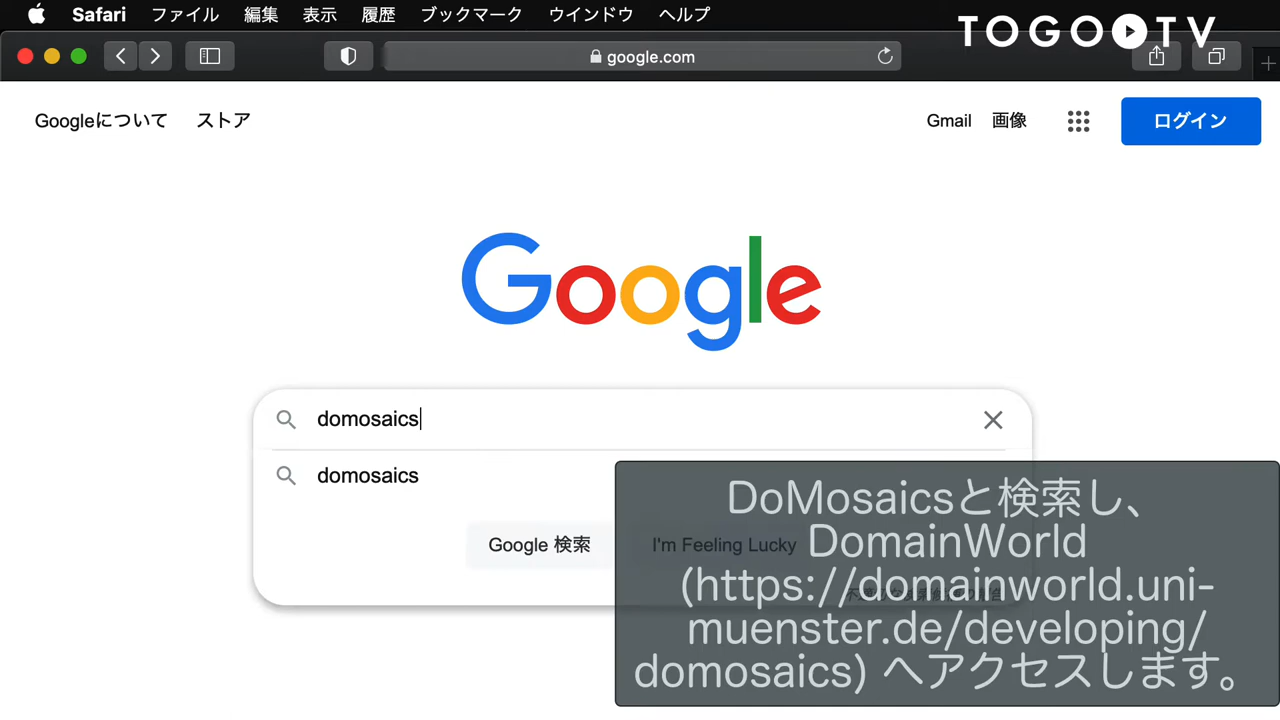 Safari ファイル 編集 表示 履歴 ブックマーク ウインドウ ヘルプ
TOGO TV
google.com
Googleについて ストア
Gmail 画像 ログイン
Google
domosaics
domosaics
Google 検索 I'm Feeling Lucky
DoMosaicsと検索し、
DomainWorld
(https://domainworld.uni-
muenster.de/developing/
domosaics) へアクセスします。